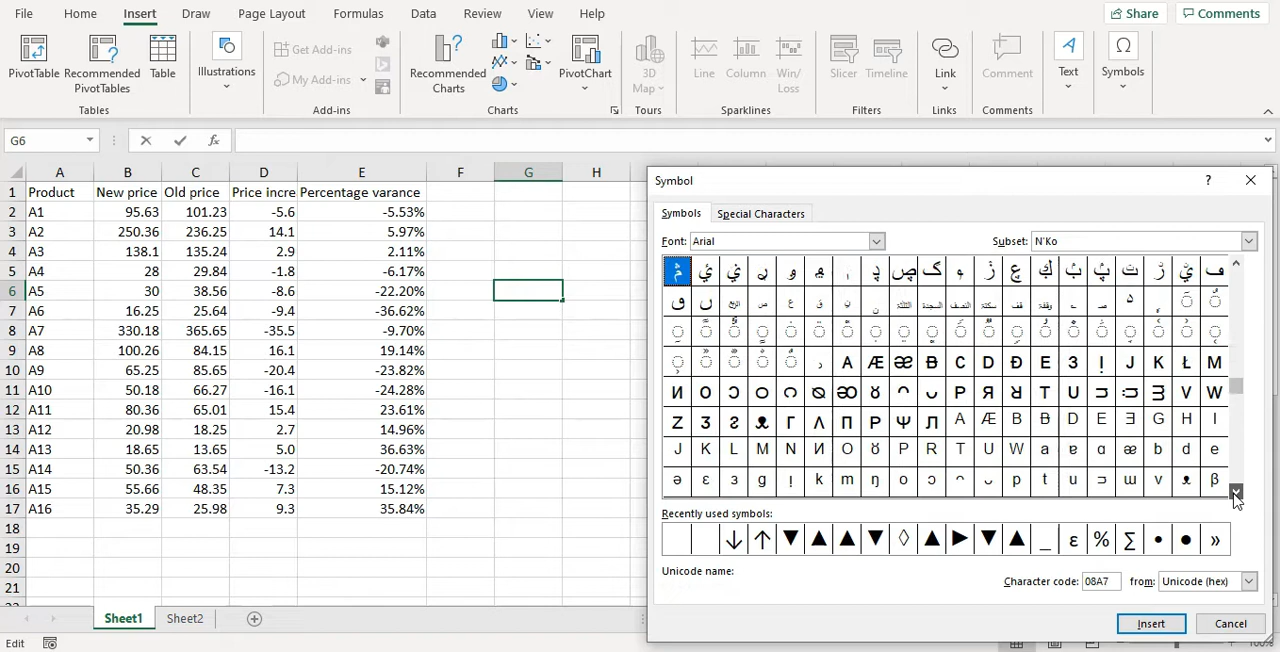 File Home Insert Draw Page Layout Formulas Data Review View Help Share Comments
PivotTable Recommended PivotTables Table Illustrations Get Add-ins My Add-ins Recommended Charts PivotChart 3D Map Line Column Win/Loss Slicer Timeline Link Comment Text Symbols
Tables Add-ins Charts Tours Sparklines Filters Links Comments
G6 fx
A B C D E F G H
1 Product New price Old price Price incre Percentage varance
2 A1 95.63 101.23 -5.6 -5.53%
3 A2 250.36 236.25 14.1 5.97%
4 A3 138.1 135.24 2.9 2.11%
5 A4 28 29.84 -1.8 -6.17%
6 A5 30 38.56 -8.6 -22.20%
7 A6 16.25 25.64 -9.4 -36.62%
8 A7 330.18 365.65 -35.5 -9.70%
9 A8 100.26 84.15 16.1 19.14%
10 A9 65.25 85.65 -20.4 -23.82%
11 A10 50.18 66.27 -16.1 -24.28%
12 A11 80.36 65.01 15.4 23.61%
13 A12 20.98 18.25 2.7 14.96%
14 A13 18.65 13.65 5.0 36.63%
15 A14 50.36 63.54 -13.2 -20.74%
16 A15 55.66 48.35 7.3 15.12%
17 A16 35.29 25.98 9.3 35.84%
18
19
20
21
Sheet1 Sheet2
Edit
Symbol ?
Symbols Special Characters
Font: Arial Subset: N'Ko
Recently used symbols:
↓ ↑ ▼ ▲ ▲ ▼ ◊ ▲ ► ▼ ▲ _ ε % ∑ • ● »
Unicode name:
Character code: 08A7 from: Unicode (hex)
Insert Cancel